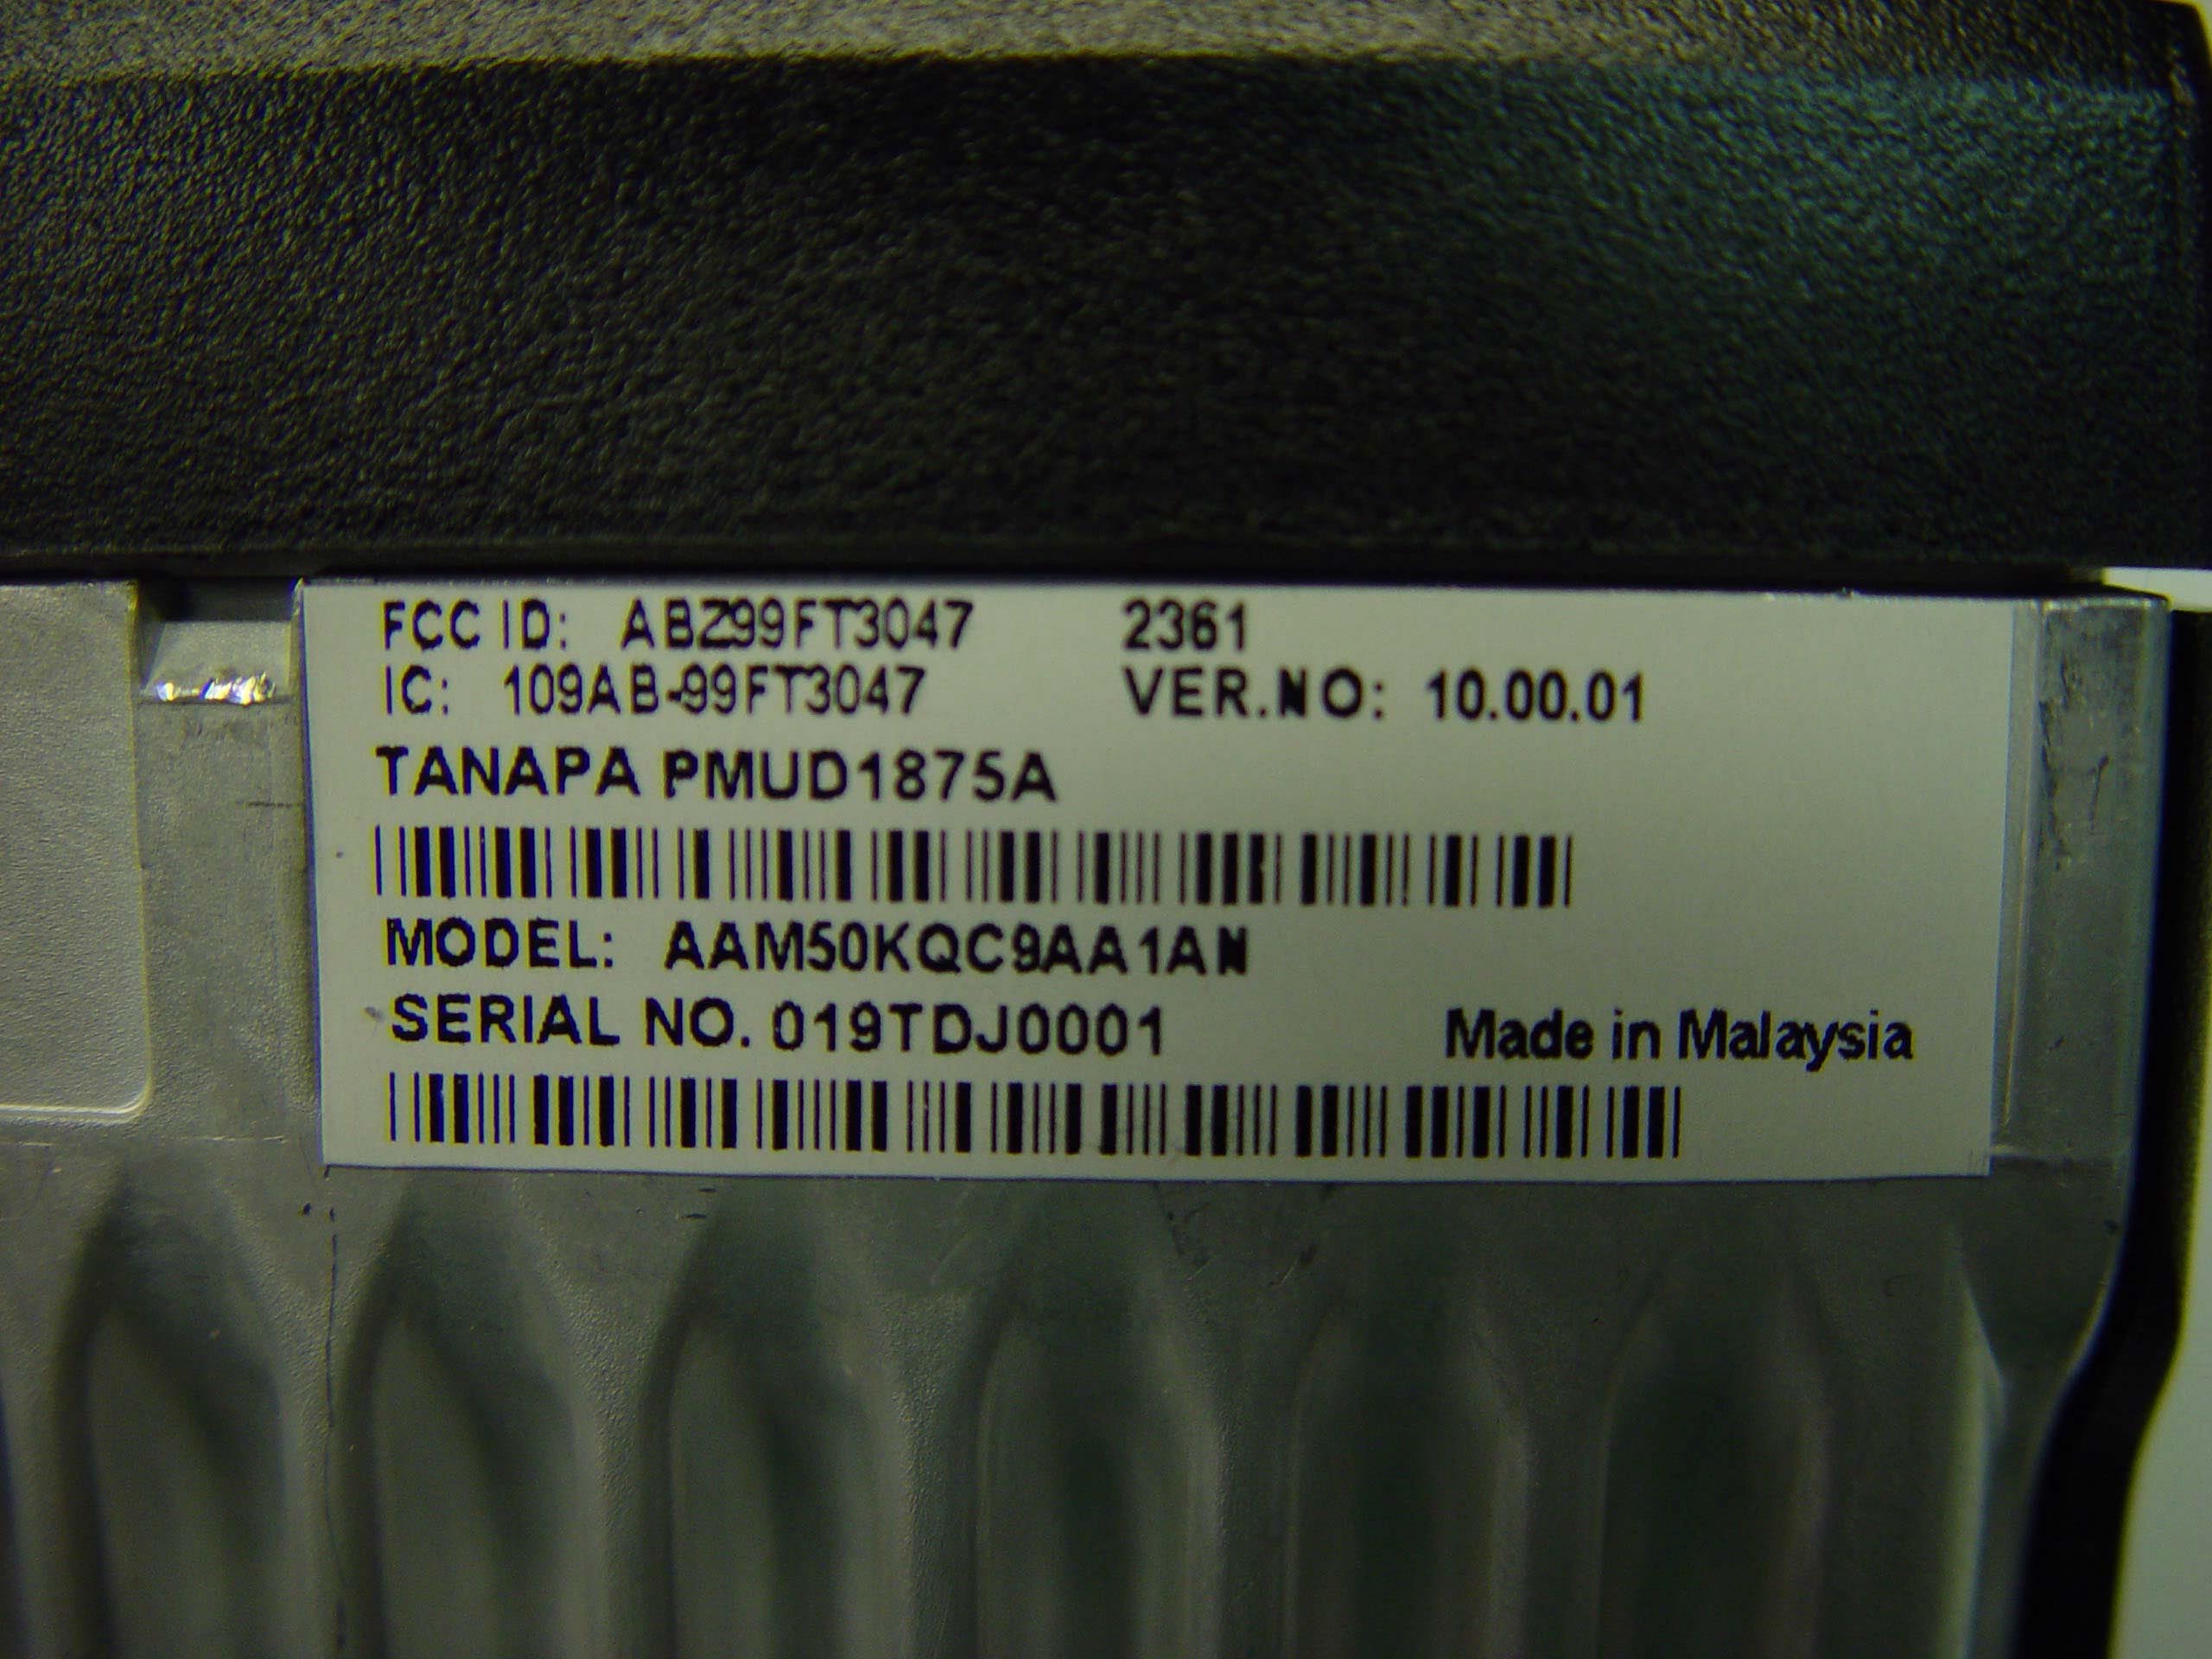 FCC ID: ABZ99FT3047 2361
IC: 109AB-99FT3047 VER.NO: 10.00.01
TANAPA PMUD1875A
MODEL: AAM50KQC9AA1AN
SERIAL NO. 019TDJ0001 Made in Malaysia